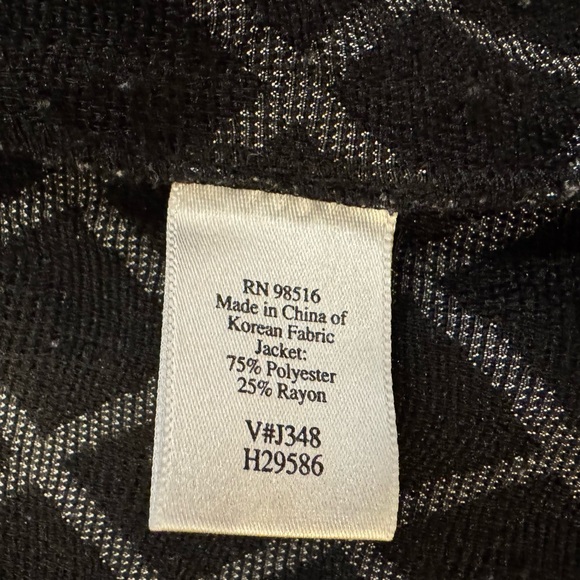 RN 98516
Made in China of
Korean Fabric
Jacket:
75% Polyester
25% Rayon
V#J348
H29586